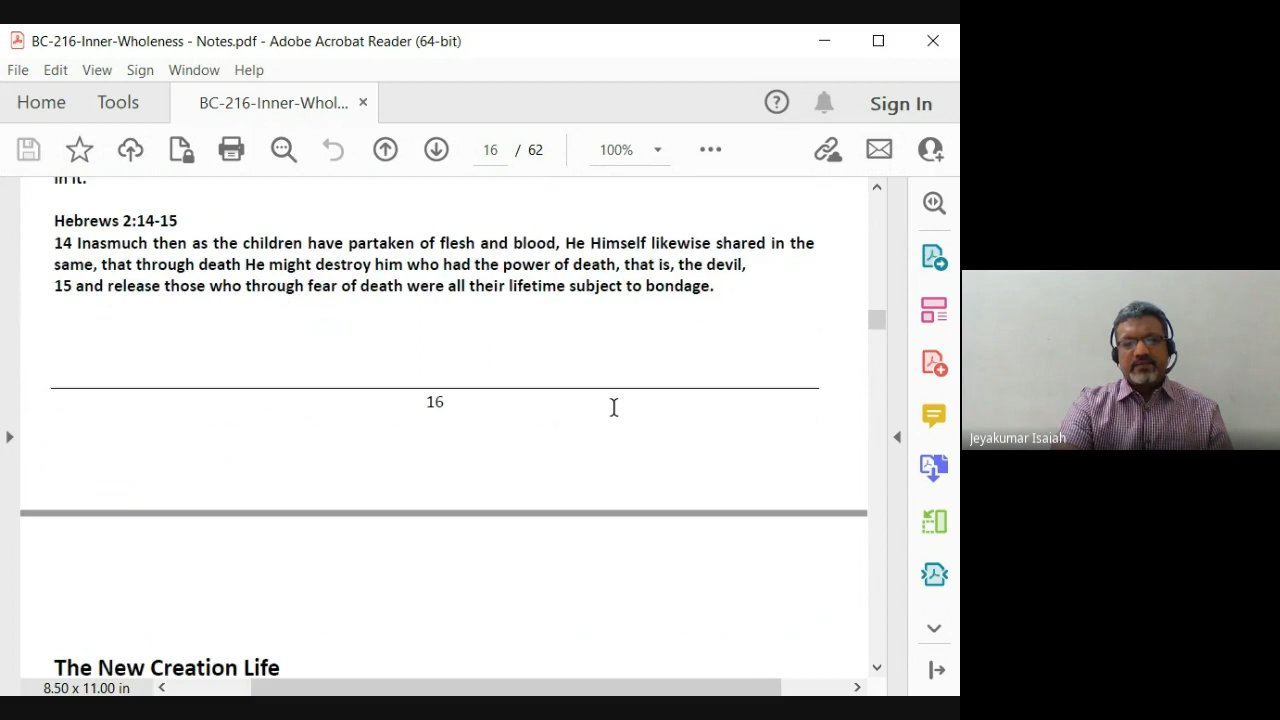 BC-216-Inner-Wholeness - Notes.pdf - Adobe Acrobat Reader (64-bit)
File Edit View Sign Window Help
Home Tools BC-216-Inner-Whol... × Sign In
16 / 62 100%
in it.
Hebrews 2:14-15
14 Inasmuch then as the children have partaken of flesh and blood, He Himself likewise shared in the
same, that through death He might destroy him who had the power of death, that is, the devil,
15 and release those who through fear of death were all their lifetime subject to bondage.
16
Jeyakumar Isaiah
The New Creation Life
8.50 x 11.00 in